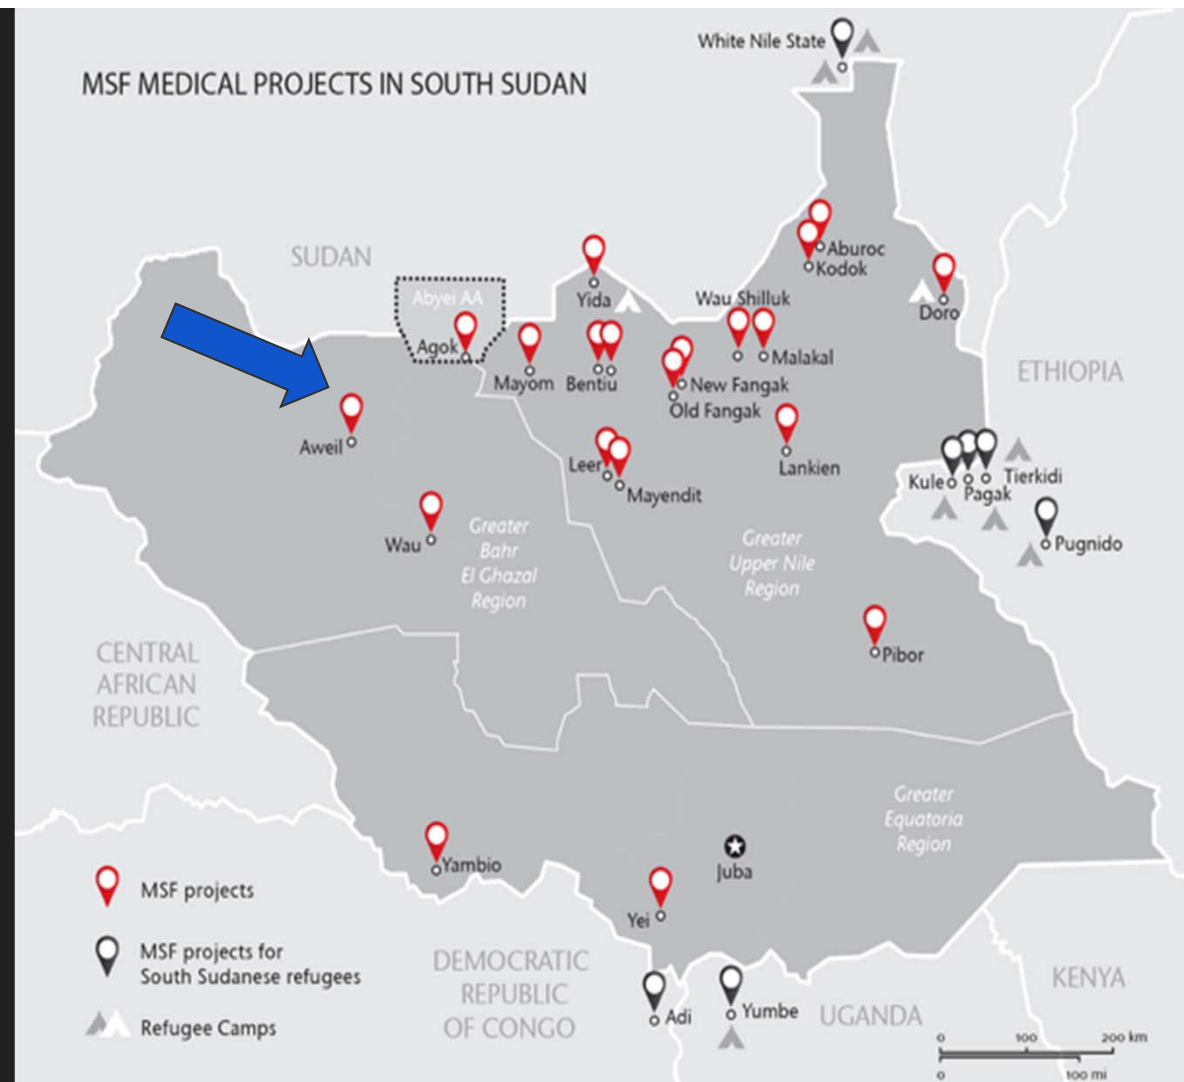 White Nile State
MSF MEDICAL PROJECTS IN SOUTH SUDAN
SUDAN
Aburoc
Kodok
Abyei AA
Yida
Wau Shilluk
Doro
Agok
Malakal
Mayom
Bentiu
New Fangak
Old Fangak
ETHIOPIA
Aweil
Leer
Mayendit
Lankien
Kule
Pagak
Tierkidi
Wau
Greater
Bahr
El Ghazal
Region
Greater
Upper Nile
Region
Pugnido
Pibor
CENTRAL
AFRICAN
REPUBLIC
Greater
Equatoria
Region
Yambio
Juba
Yei
MSF projects
MSF projects for
South Sudanese refugees
Refugee Camps
DEMOCRATIC
REPUBLIC
OF CONGO
Adi
Yumbe
UGANDA
KENYA
0 100 200 km
0 100 mi